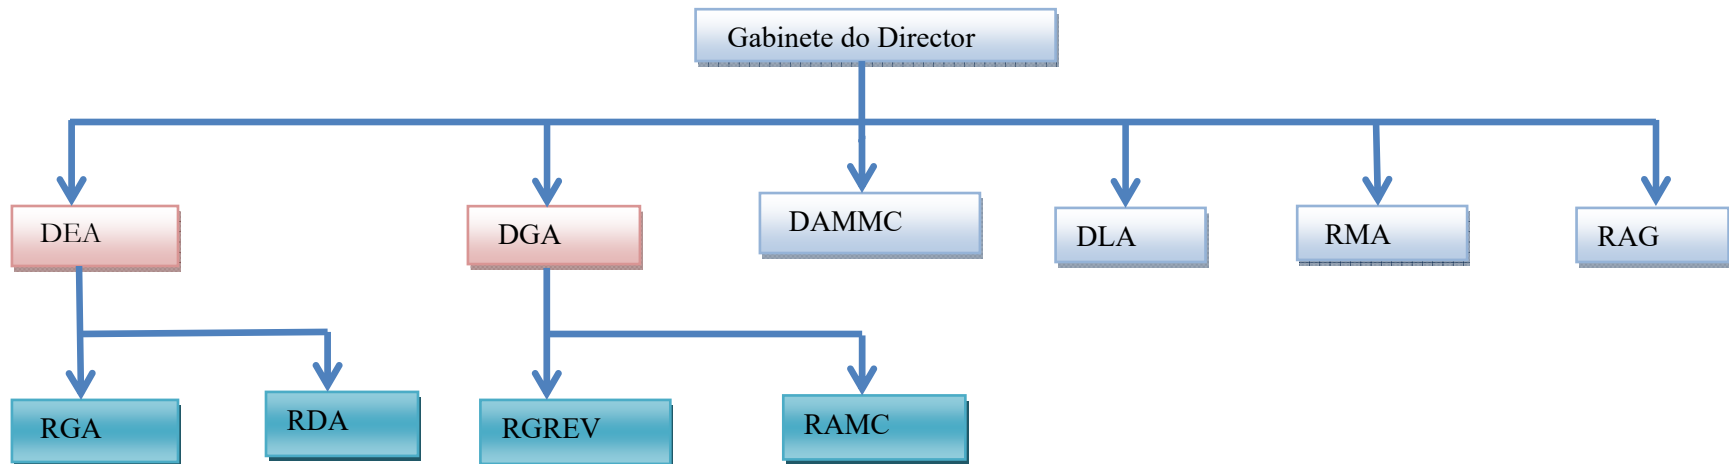 Gabinete do Director
DEA
DGA
DAMMC
DLA
RMA
RAG
RGA
RDA
RGREV
RAMC